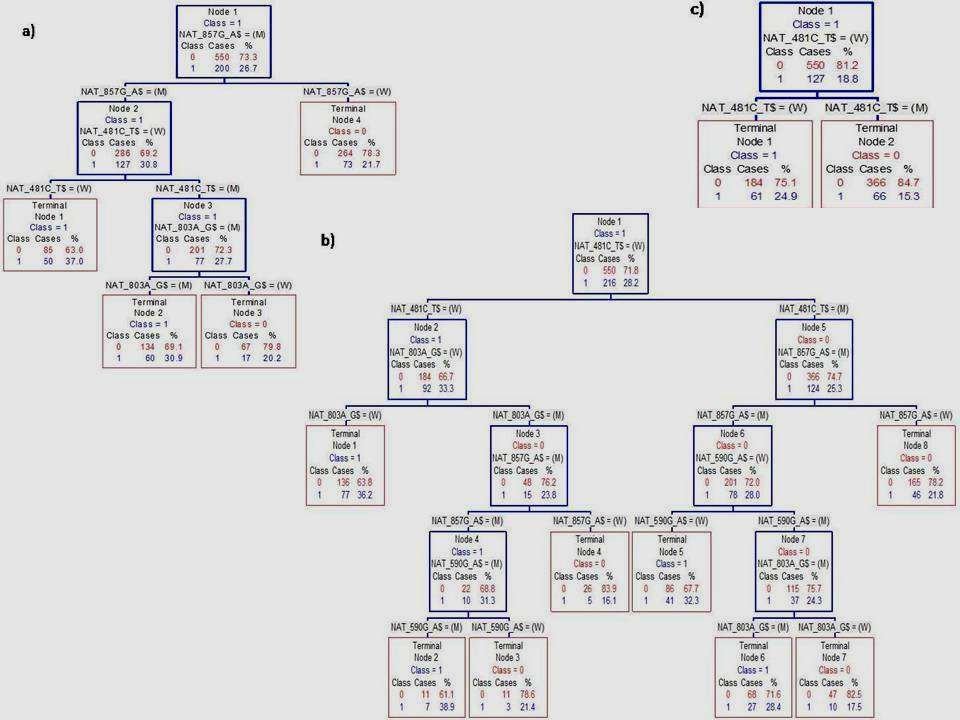 a)
Node 1
Class = 1
NAT_857G_A$ = (M)
Class Cases %
0 550 73.3
1 200 26.7
NAT_857G_A$ = (M)
NAT_857G_A$ = (W)
Node 2
Class = 1
NAT_481C_T$ = (W)
Class Cases %
0 286 69.2
1 127 30.8
Terminal
Node 4
Class = 0
Class Cases %
0 264 78.3
1 73 21.7
NAT_481C_T$ = (W)
NAT_481C_T$ = (M)
Terminal
Node 1
Class = 1
Class Cases %
0 85 63.0
1 50 37.0
Node 3
Class = 1
NAT_803A_G$ = (M)
Class Cases %
0 201 72.3
1 77 27.7
NAT_803A_G$ = (M)
NAT_803A_G$ = (W)
Terminal
Node 2
Class = 1
Class Cases %
0 134 69.1
1 60 30.9
Terminal
Node 3
Class = 0
Class Cases %
0 67 79.8
1 17 20.2
c)
Node 1
Class = 1
NAT_481C_T$ = (W)
Class Cases %
0 550 81.2
1 127 18.8
NAT_481C_T$ = (W)
NAT_481C_T$ = (M)
Terminal
Node 1
Class = 1
Class Cases %
0 184 75.1
1 61 24.9
Terminal
Node 2
Class = 0
Class Cases %
0 366 84.7
1 66 15.3
b)
Node 1
Class = 1
NAT_481C_T$ = (W)
Class Cases %
0 550 71.8
1 216 28.2
NAT_481C_T$ = (W)
NAT_481C_T$ = (M)
Node 2
Class = 1
NAT_803A_G$ = (W)
Class Cases %
0 184 66.7
1 92 33.3
Node 5
Class = 0
NAT_857G_A$ = (M)
Class Cases %
0 366 74.7
1 124 25.3
NAT_803A_G$ = (W)
NAT_803A_G$ = (M)
NAT_857G_A$ = (M)
NAT_857G_A$ = (W)
Terminal
Node 1
Class = 1
Class Cases %
0 136 63.8
1 77 36.2
Node 3
Class = 0
NAT_857G_A$ = (M)
Class Cases %
0 48 76.2
1 15 23.8
Node 6
Class = 0
NAT_590G_A$ = (W)
Class Cases %
0 201 72.0
1 78 28.0
Terminal
Node 8
Class = 0
Class Cases %
0 165 78.2
1 46 21.8
NAT_857G_A$ = (M)
NAT_857G_A$ = (W)
NAT_590G_A$ = (W)
NAT_590G_A$ = (M)
Node 4
Class = 1
NAT_590G_A$ = (M)
Class Cases %
0 22 68.8
1 10 31.3
Terminal
Node 4
Class = 0
Class Cases %
0 26 83.9
1 5 16.1
Terminal
Node 5
Class = 1
Class Cases %
0 86 67.7
1 41 32.3
Node 7
Class = 0
NAT_803A_G$ = (M)
Class Cases %
0 115 75.7
1 37 24.3
NAT_590G_A$ = (M)
NAT_590G_A$ = (W)
NAT_803A_G$ = (M)
NAT_803A_G$ = (W)
Terminal
Node 2
Class = 1
Class Cases %
0 11 61.1
1 7 38.9
Terminal
Node 3
Class = 0
Class Cases %
0 11 78.6
1 3 21.4
Terminal
Node 6
Class = 1
Class Cases %
0 68 71.6
1 27 28.4
Terminal
Node 7
Class = 0
Class Cases %
0 47 82.5
1 10 17.5